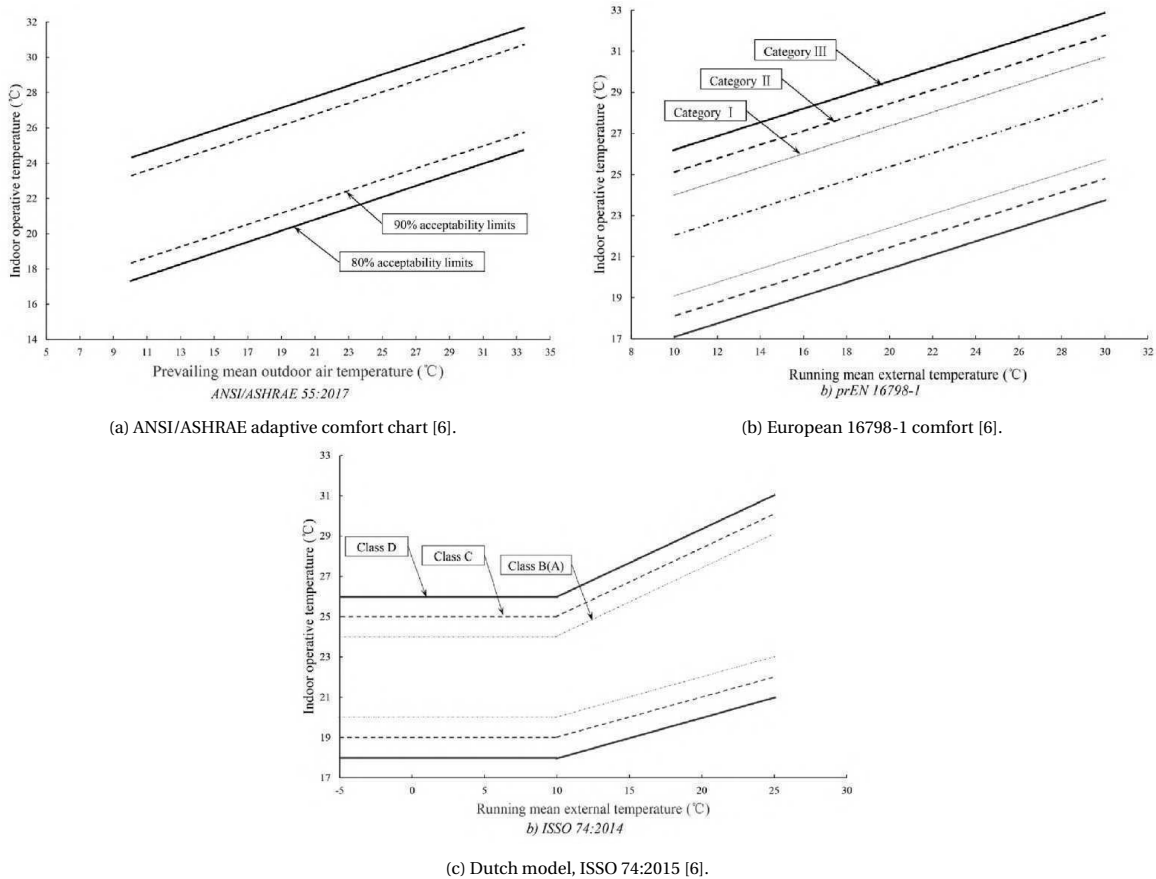 32
30
28
26
24
22
20
18
16
14
Indoor operative temperature (℃)
90% acceptability limits
80% acceptability limits
5 7 9 11 13 15 17 19 21 23 25 27 29 31 33 35
Prevailing mean outdoor air temperature (℃)
ANSI/ASHRAE 55:2017
(a) ANSI/ASHRAE adaptive comfort chart [6].
33
31
29
27
25
23
21
19
17
Indoor operative temperature (℃)
Category Ⅲ
Category Ⅱ
Category Ⅰ
8 10 12 14 16 18 20 22 24 26 28 30 32
Running mean external temperature (℃)
b) prEN 16798-1
(b) European 16798-1 comfort [6].
33
31
29
27
25
23
21
19
17
Indoor operative temperature (℃)
Class D
Class C
Class B(A)
-5 0 5 10 15 20 25 30
Running mean external temperature (℃)
b) ISSO 74:2014
(c) Dutch model, ISSO 74:2015 [6].